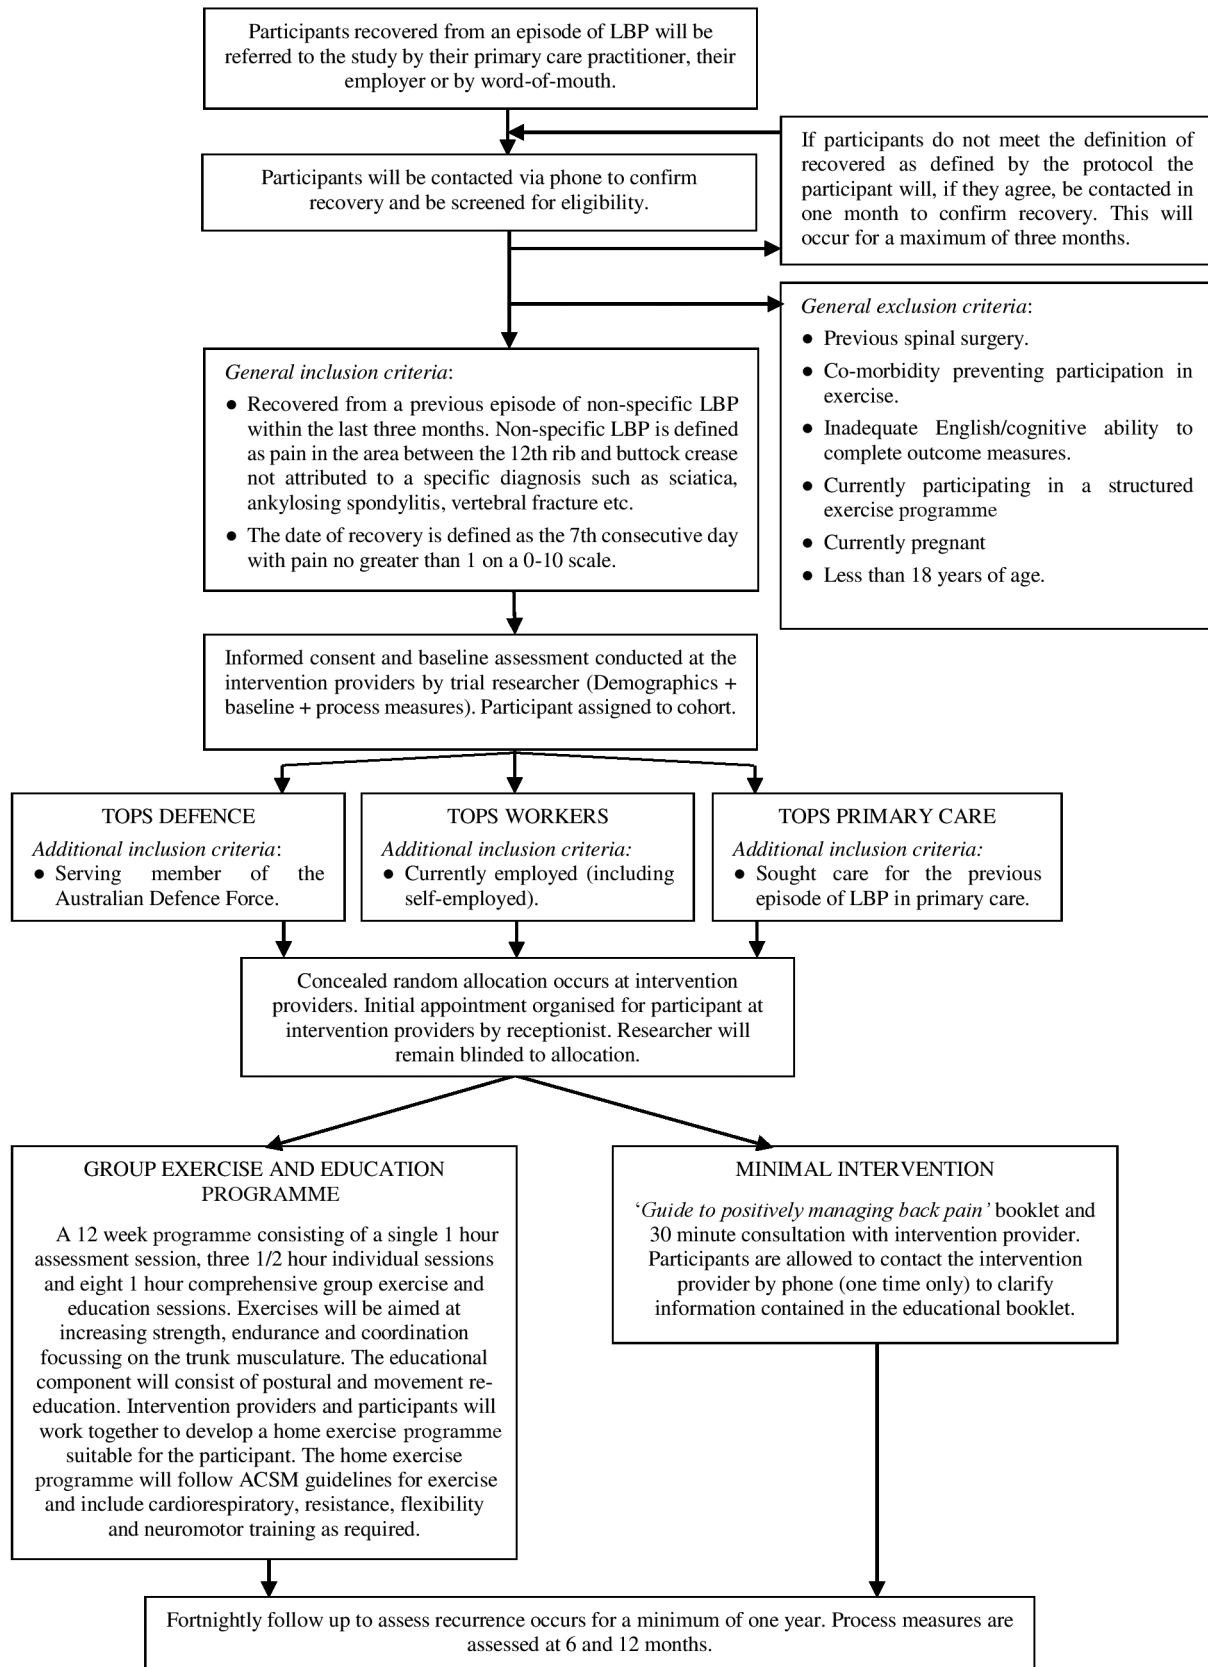 Participants recovered from an episode of LBP will be
referred to the study by their primary care practitioner, their
employer or by word-of-mouth.
If participants do not meet the definition of
recovered as defined by the protocol the
participant will, if they agree, be contacted in
one month to confirm recovery. This will
occur for a maximum of three months.
Participants will be contacted via phone to confirm
recovery and be screened for eligibility.
General exclusion criteria:
● Previous spinal surgery.
● Co-morbidity preventing participation in
exercise.
● Inadequate English/cognitive ability to
complete outcome measures.
● Currently participating in a structured
exercise programme
● Currently pregnant
● Less than 18 years of age.
General inclusion criteria:
● Recovered from a previous episode of non-specific LBP
within the last three months. Non-specific LBP is defined
as pain in the area between the 12th rib and buttock crease
not attributed to a specific diagnosis such as sciatica,
ankylosing spondylitis, vertebral fracture etc.
● The date of recovery is defined as the 7th consecutive day
with pain no greater than 1 on a 0-10 scale.
Informed consent and baseline assessment conducted at the
intervention providers by trial researcher (Demographics +
baseline + process measures). Participant assigned to cohort.
TOPS DEFENCE
Additional inclusion criteria:
● Serving member of the
Australian Defence Force.
TOPS WORKERS
Additional inclusion criteria:
● Currently employed (including
self-employed).
TOPS PRIMARY CARE
Additional inclusion criteria:
● Sought care for the previous
episode of LBP in primary care.
Concealed random allocation occurs at intervention
providers. Initial appointment organised for participant at
intervention providers by receptionist. Researcher will
remain blinded to allocation.
GROUP EXERCISE AND EDUCATION
PROGRAMME
A 12 week programme consisting of a single 1 hour
assessment session, three 1/2 hour individual sessions
and eight 1 hour comprehensive group exercise and
education sessions. Exercises will be aimed at
increasing strength, endurance and coordination
focussing on the trunk musculature. The educational
component will consist of postural and movement re-
education. Intervention providers and participants will
work together to develop a home exercise programme
suitable for the participant. The home exercise
programme will follow ACSM guidelines for exercise
and include cardiorespiratory, resistance, flexibility
and neuromotor training as required.
MINIMAL INTERVENTION
‘Guide to positively managing back pain’ booklet and
30 minute consultation with intervention provider.
Participants are allowed to contact the intervention
provider by phone (one time only) to clarify
information contained in the educational booklet.
Fortnightly follow up to assess recurrence occurs for a minimum of one year. Process measures are
assessed at 6 and 12 months.